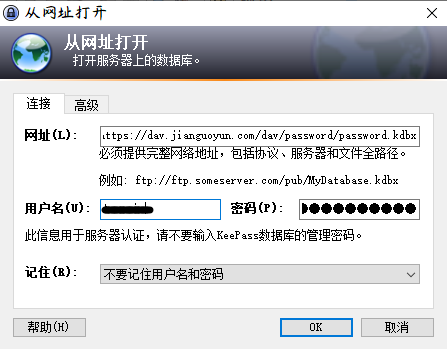 从网址打开
从网址打开
打开服务器上的数据库。
连接 高级
网址(L): https://dav.jianguoyun.com/dav/password/password.kdbx
必须提供完整网络地址，包括协议、服务器和文件全路径。
例如: ftp://ftp.someserver.com/pub/MyDatabase.kdbx
用户名(U): 密码(P): ●●●●●●●●●●
此信息用于服务器认证，请不要输入KeePass数据库的管理密码。
记住(R): 不要记住用户名和密码
帮助(H) OK 取消